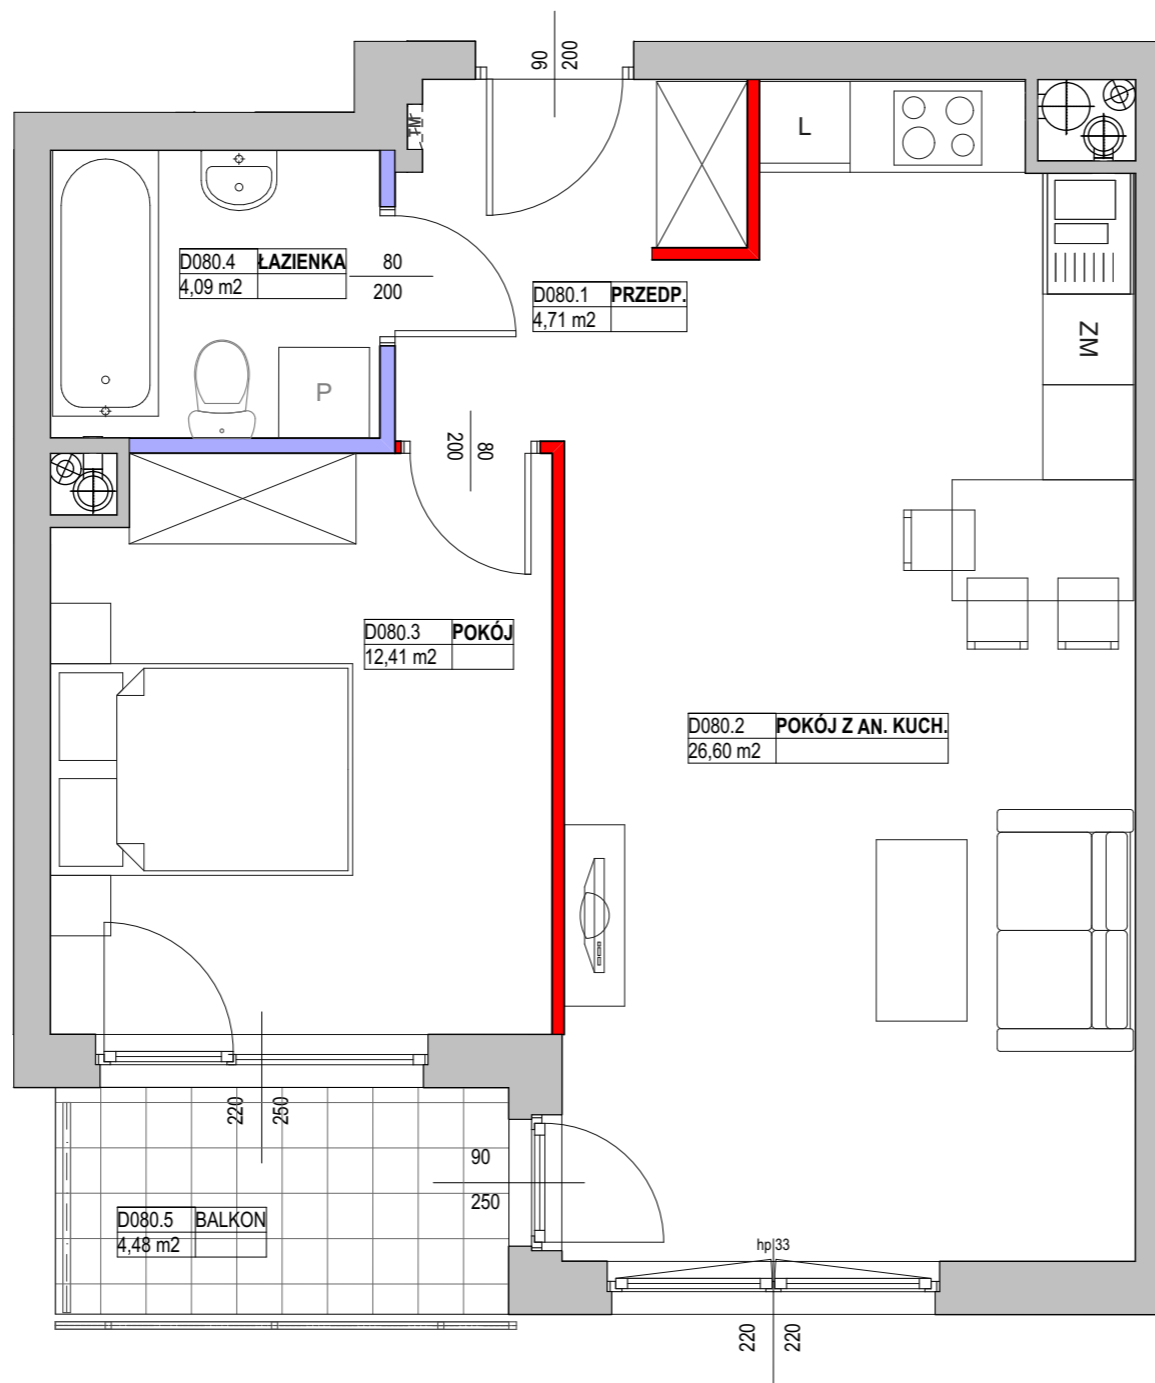 90
200
TM
L
D080.4 ŁAZIENKA
4,09 m2
80
200
D080.1 PRZEDP.
4,71 m2
ZM
P
200
80
D080.3 POKÓJ
12,41 m2
D080.2 POKÓJ Z AN. KUCH.
26,60 m2
220
250
90
250
D080.5 BALKON
4,48 m2
hp 33
220
220